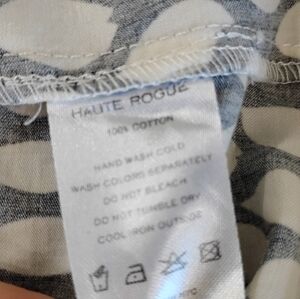 HAUTE ROGUE
100% COTTON
HAND WASH COLD
WASH COLORS SEPARATELY
DO NOT BLEACH
DO NOT TUMBLE DRY
COOL IRON